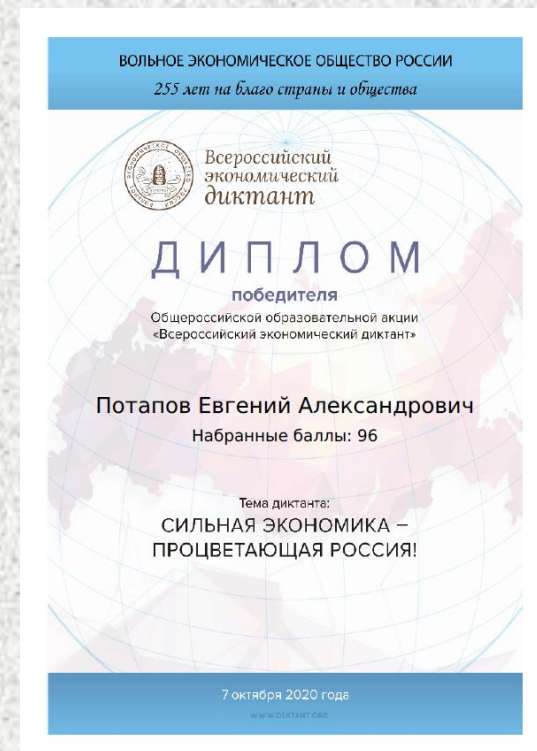 ВОЛЬНОЕ ЭКОНОМИЧЕСКОЕ ОБЩЕСТВО РОССИИ
255 лет на благо страны и общества
Всероссийский
экономический
диктант
ДИПЛОМ
победителя
Общероссийской образовательной акции
«Всероссийский экономический диктант»
Потапов Евгений Александрович
Набранные баллы: 96
Тема диктанта:
СИЛЬНАЯ ЭКОНОМИКА –
ПРОЦВЕТАЮЩАЯ РОССИЯ!
7 октября 2020 года
WWW.DIKTANT.ORG